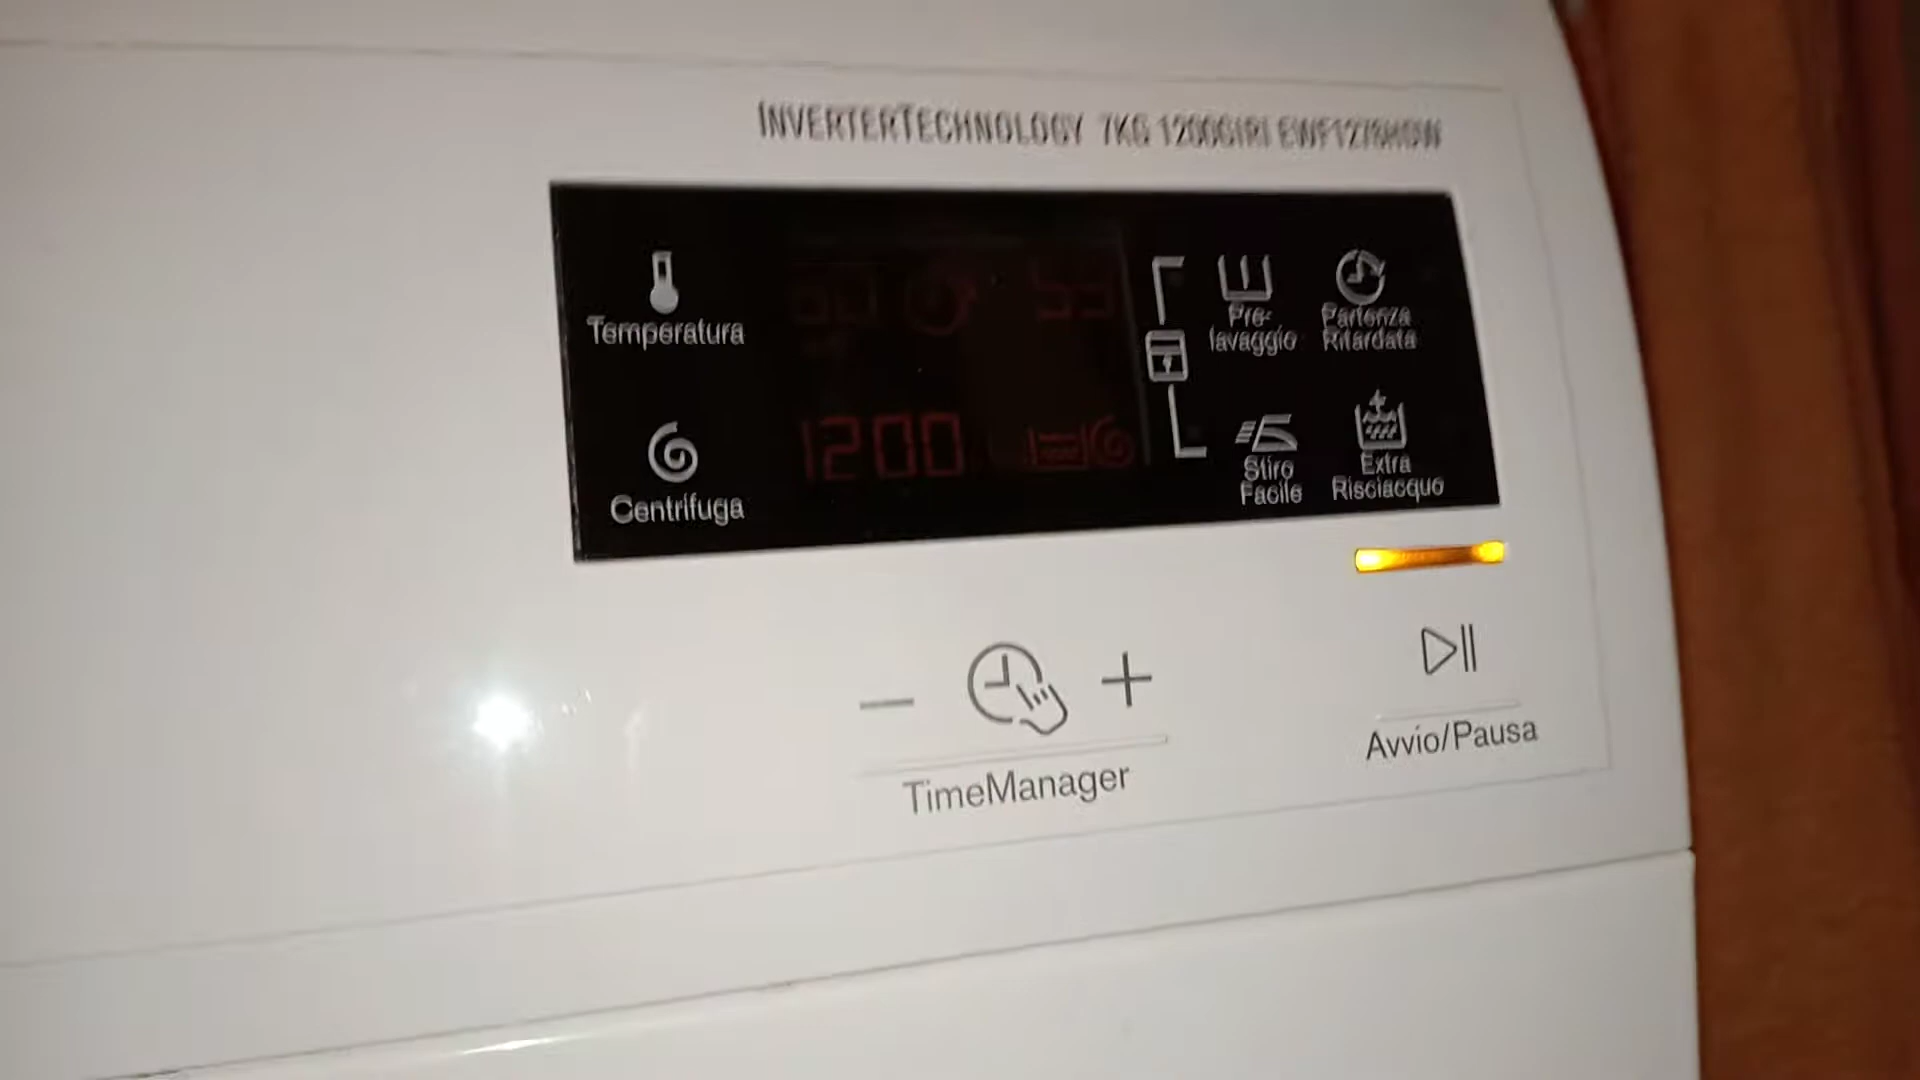 INVERTERTECHNOLOGY 7KG 1200GIRI
Temperatura
Pre-
lavaggio
Partenza
Ritardata
1200
Centrifuga
Stiro
Facile
Extra
Risciacquo
TimeManager
Avvio/Pausa